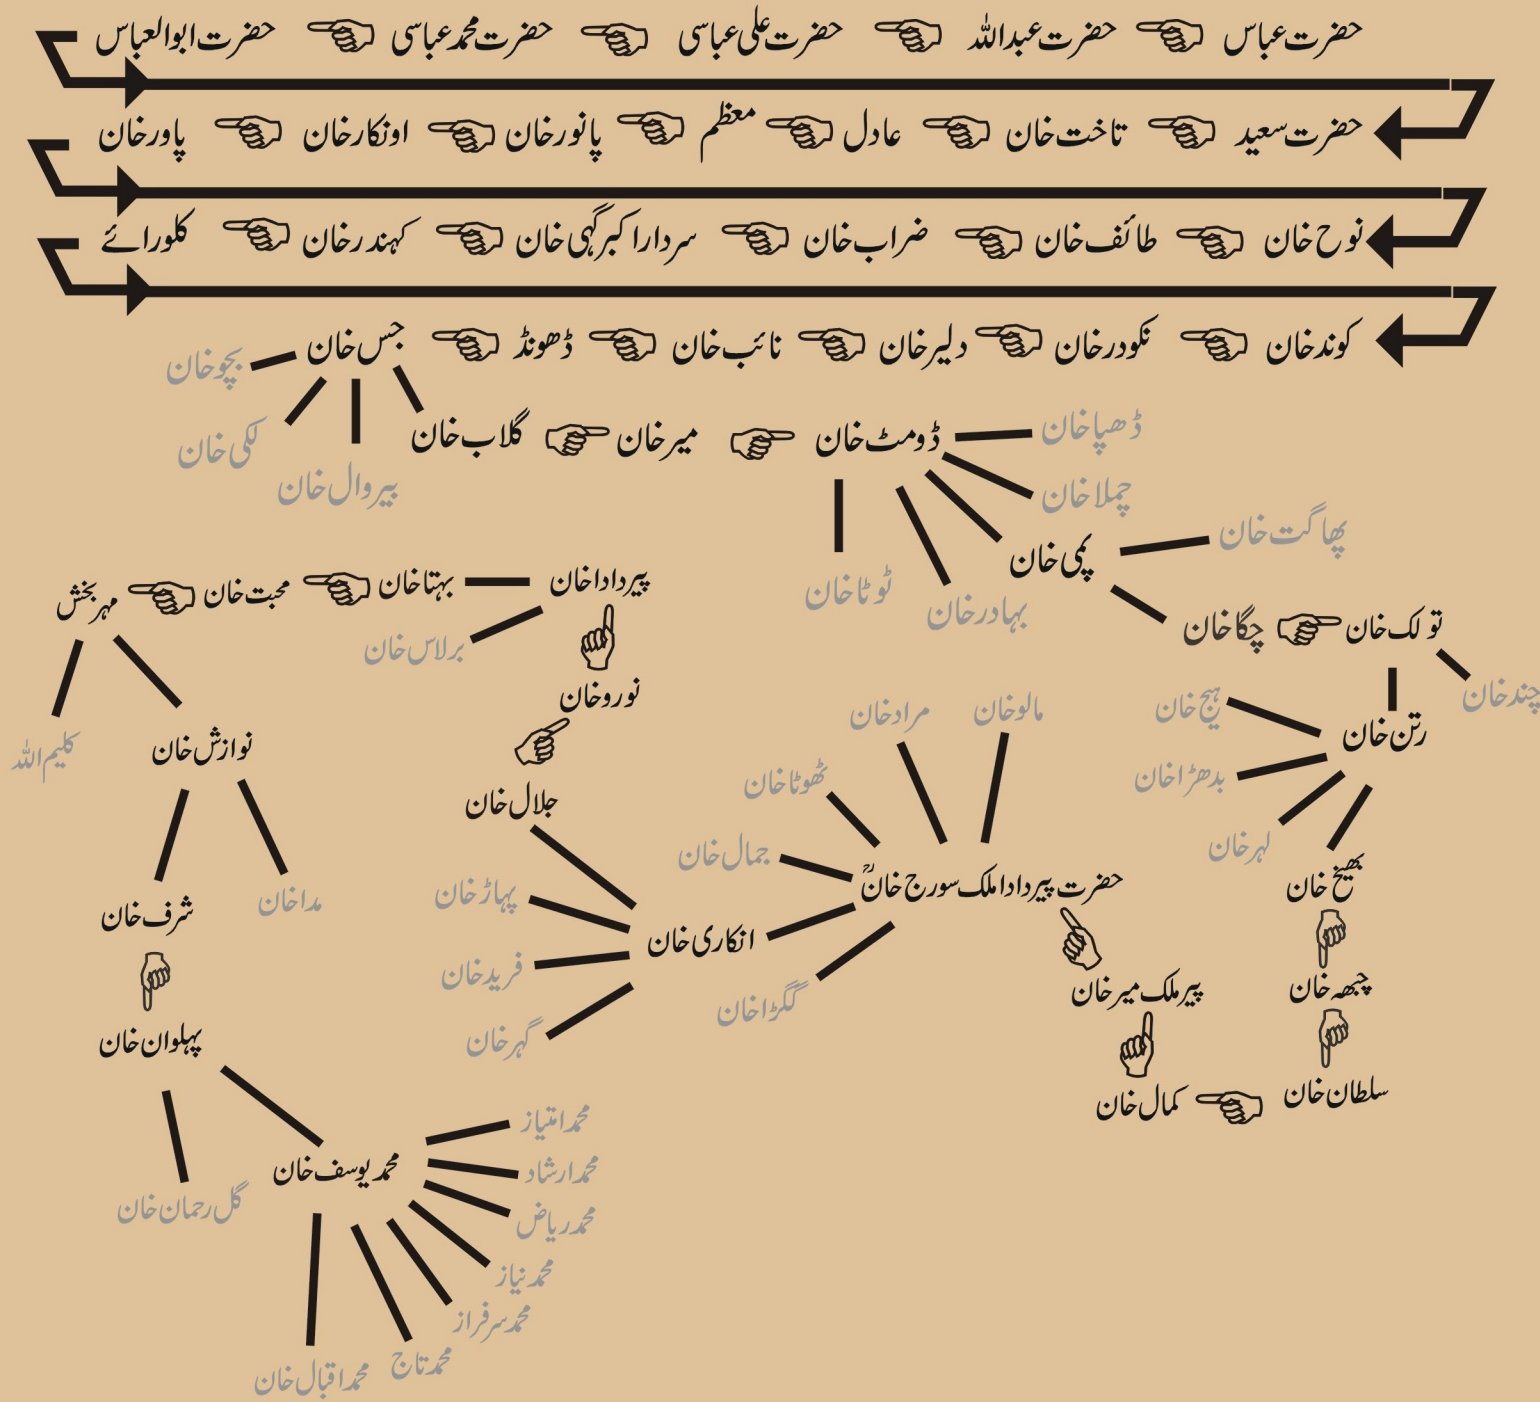 حضرت عباس حضرت عبداللہ حضرت علی عباسی حضرت محمد عباسی حضرت ابوالعباس
حضرت سعید تاخت خان عادل معظم پانور خان اونکار خان پاور خان
نوح خان طائف خان ضراب خان سردار اکبر گہی خان کہندر خان کلورائے
کوند خان نکودر خان دلیر خان نائب خان ڈھونڈ جس خان
بچو خان
لکی خان
بیروال خان
گلاب خان میر خان ڈومٹ خان
ڈھپا خان
چملا خان
پمی خان
بہادر خان
ٹوٹا خان
پھاگت خان
چگا خان تولک خان
چند خان
رتن خان
ہیج خان
بدھڑا خان
لہر خان
بھیخ خان
چبھہ خان
سلطان خان
کمال خان
پیر ملک میر خان
حضرت پیر دادا ملک سورج خانؒ
مالو خان
مراد خان
ٹھوٹا خان
جمال خان
انکاری خان
گگڑا خان
جلال خان
پہاڑ خان
فرید خان
گہر خان
نورو خان
پیر دادا خان
بہتا خان
برلاس خان
محبت خان
مہر بخش
کلیم اللہ
نوازش خان
مدا خان
شرف خان
پہلوان خان
گل رحمان خان
محمد یوسف خان
محمد امتیاز
محمد ارشاد
محمد ریاض
محمد نیاز
محمد سرفراز
محمد تاج
محمد اقبال خان